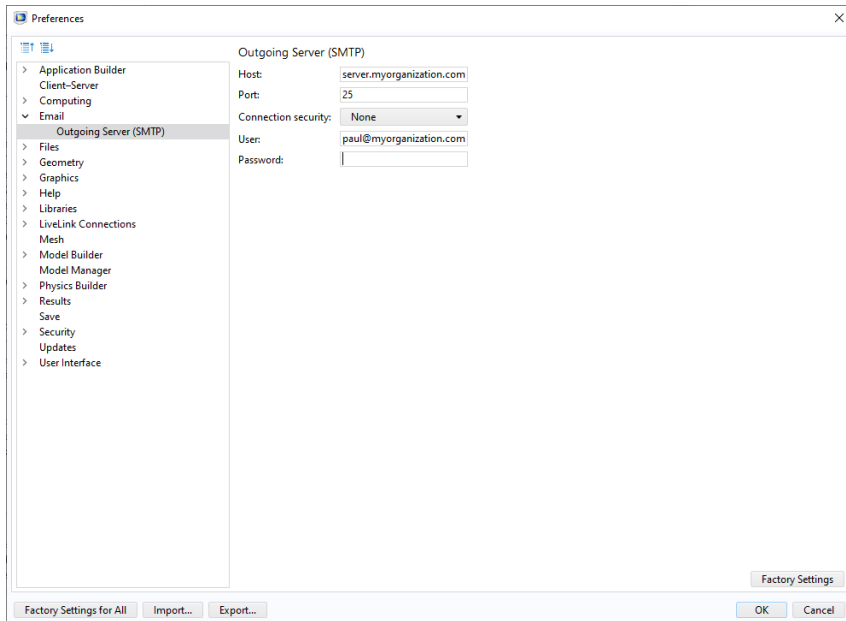 Preferences
Application Builder
Client–Server
Computing
Email
Outgoing Server (SMTP)
Files
Geometry
Graphics
Help
Libraries
LiveLink Connections
Mesh
Model Builder
Model Manager
Physics Builder
Results
Save
Security
Updates
User Interface
Outgoing Server (SMTP)
Host: server.myorganization.com
Port: 25
Connection security: None
User: paul@myorganization.com
Password:
Factory Settings
Factory Settings for All Import... Export... OK Cancel